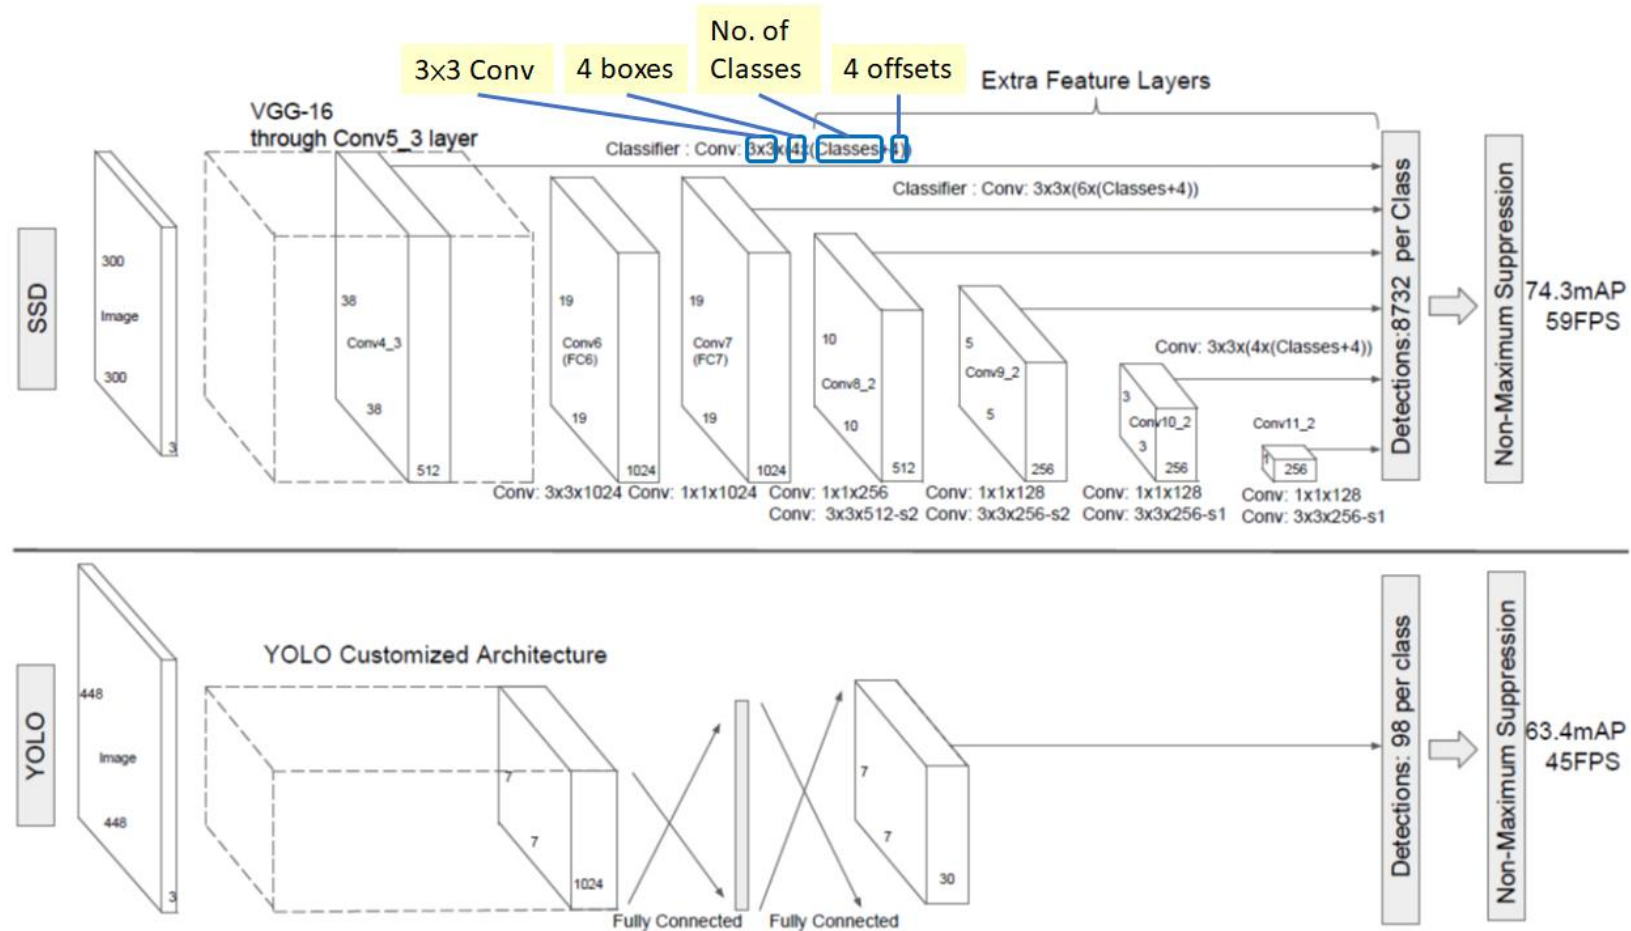 No. of
Classes
3×3 Conv
4 boxes
4 offsets
Extra Feature Layers
VGG-16
through Conv5_3 layer
Classifier : Conv: 3x3x(4x(Classes+4))
Classifier : Conv: 3x3x(6x(Classes+4))
SSD
300
Image
300
3
38
Conv4_3
38
512
19
Conv6
(FC6)
19
1024
19
Conv7
(FC7)
19
1024
10
Conv8_2
10
512
5
Conv9_2
5
256
Conv: 3x3x(4x(Classes+4))
3
Conv10_2
3
256
Conv11_2
1
256
Conv: 3x3x1024
Conv: 1x1x1024
Conv: 1x1x256
Conv: 3x3x512-s2
Conv: 1x1x128
Conv: 3x3x256-s2
Conv: 1x1x128
Conv: 3x3x256-s1
Conv: 1x1x128
Conv: 3x3x256-s1
Detections:8732 per Class
Non-Maximum Suppression
74.3mAP
59FPS
YOLO
448
Image
448
3
YOLO Customized Architecture
7
7
1024
Fully Connected
Fully Connected
7
7
30
Detections: 98 per class
Non-Maximum Suppression
63.4mAP
45FPS